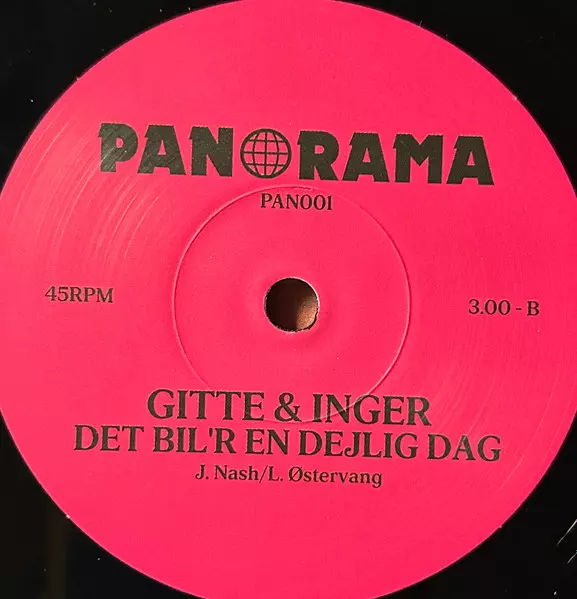 PANORAMA
PAN001
45RPM
3.00 - B
GITTE & INGER
DET BIL'R EN DEJLIG DAG
J. Nash/L. Østervang